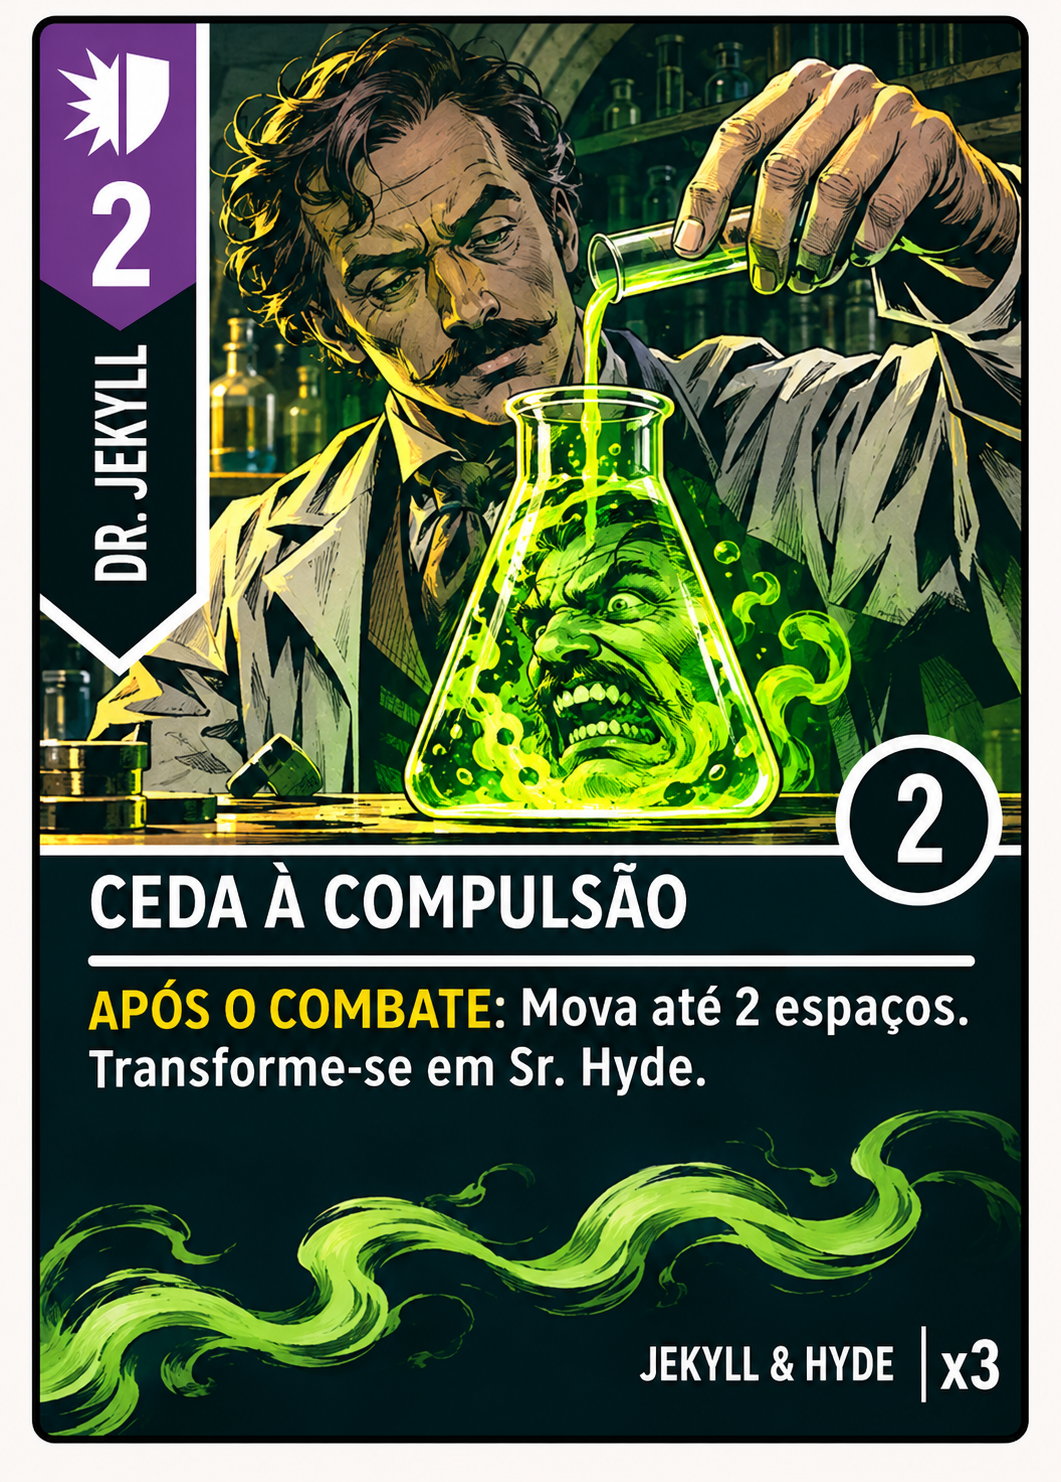 2
DR. JEKYLL
2
CEDA À COMPULSÃO
APÓS O COMBATE: Mova até 2 espaços.
Transforme-se em Sr. Hyde.
JEKYLL & HYDE | x3